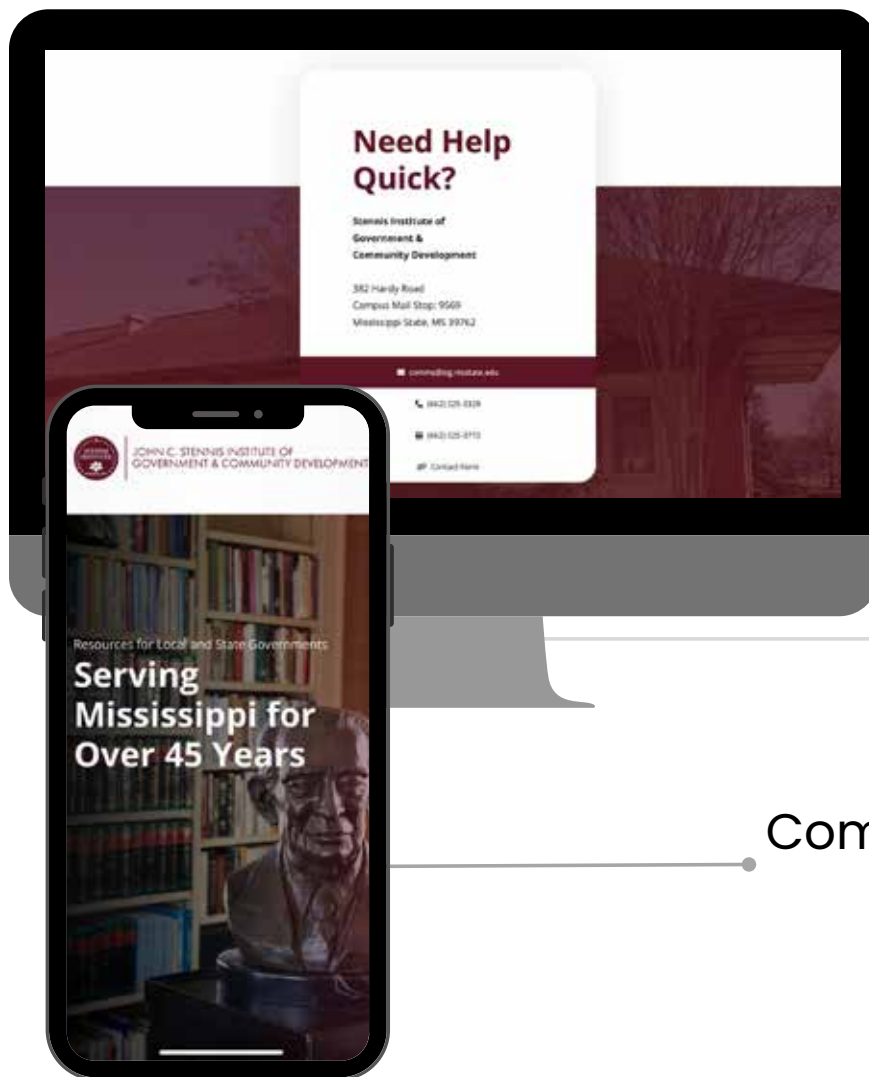 Need Help
Quick?
Stennis Institute of
Government &
Community Development
382 Hardy Road
Campus Mail Stop: 9569
Mississippi State, MS 39762
Contact Form
JOHN C. STENNIS INSTITUTE OF
GOVERNMENT & COMMUNITY DEVELOPMENT
Resources for Local and State Governments
Serving
Mississippi for
Over 45 Years
Com